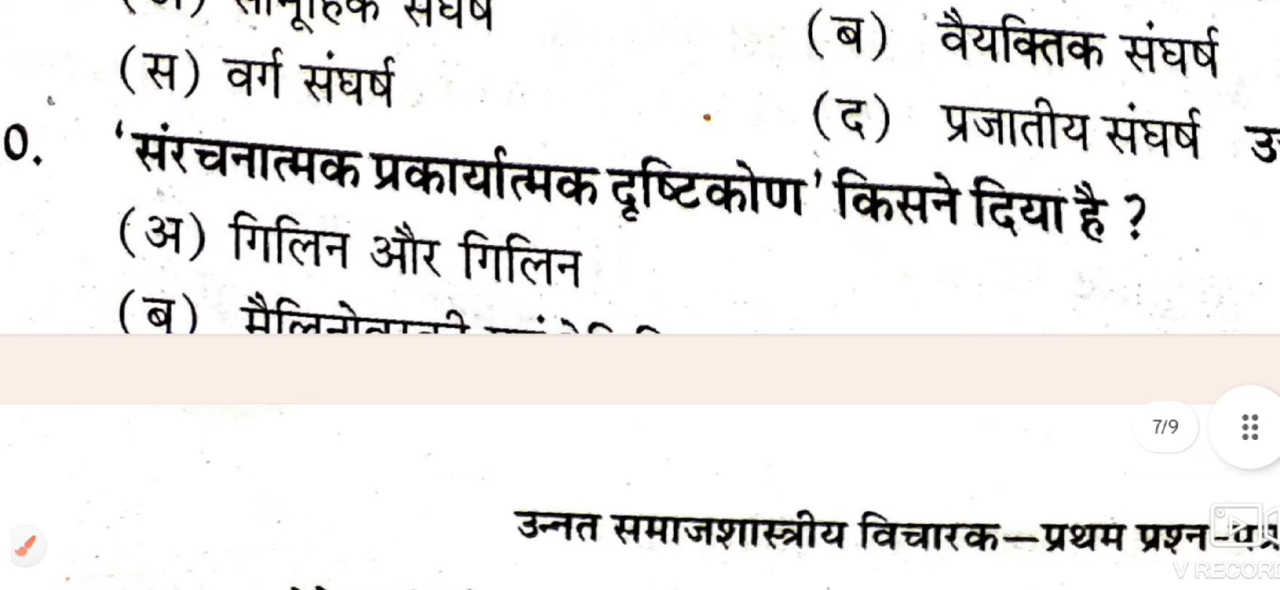 (ब) वैयक्तिक संघर्ष
(स) वर्ग संघर्ष
(द) प्रजातीय संघर्ष
0. 'संरचनात्मक प्रकार्यात्मक दृष्टिकोण' किसने दिया है ?
(अ) गिलिन और गिलिन
(ब)
7/9
उन्नत समाजशास्त्रीय विचारक—प्रथम प्रश्न-
V RECOR